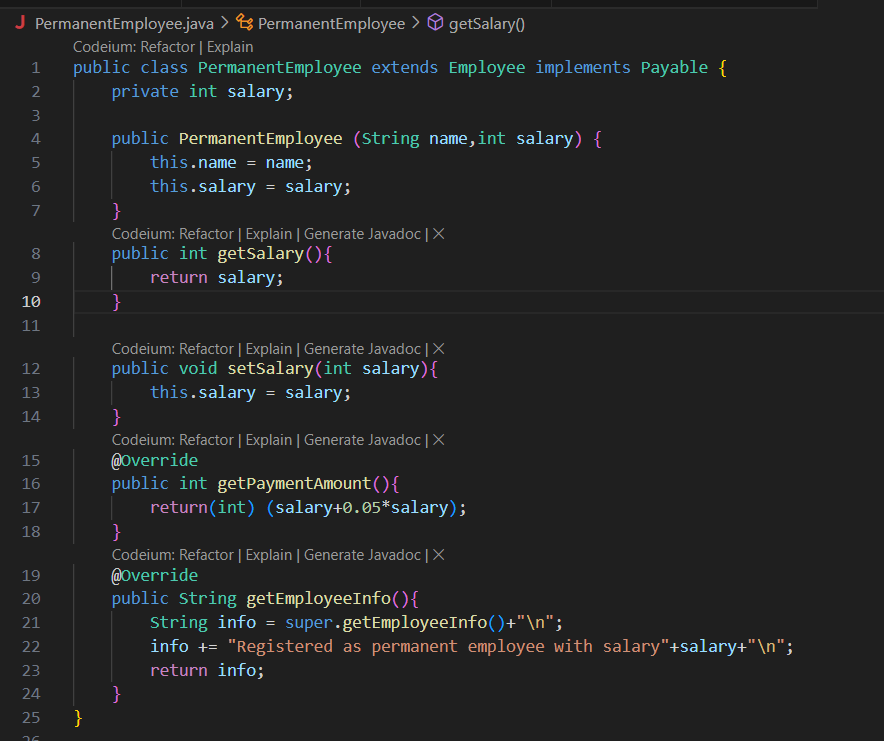 PermanentEmployee.java > PermanentEmployee > getSalary()
Codeium: Refactor | Explain
1 public class PermanentEmployee extends Employee implements Payable {
2     private int salary;
3
4     public PermanentEmployee (String name,int salary) {
5         this.name = name;
6         this.salary = salary;
7     }
Codeium: Refactor | Explain | Generate Javadoc | ×
8     public int getSalary(){
9         return salary;
10     }
11
Codeium: Refactor | Explain | Generate Javadoc | ×
12     public void setSalary(int salary){
13         this.salary = salary;
14     }
Codeium: Refactor | Explain | Generate Javadoc | ×
15     @Override
16     public int getPaymentAmount(){
17         return(int) (salary+0.05*salary);
18     }
Codeium: Refactor | Explain | Generate Javadoc | ×
19     @Override
20     public String getEmployeeInfo(){
21         String info = super.getEmployeeInfo()+"\n";
22         info += "Registered as permanent employee with salary"+salary+"\n";
23         return info;
24     }
25 }
26